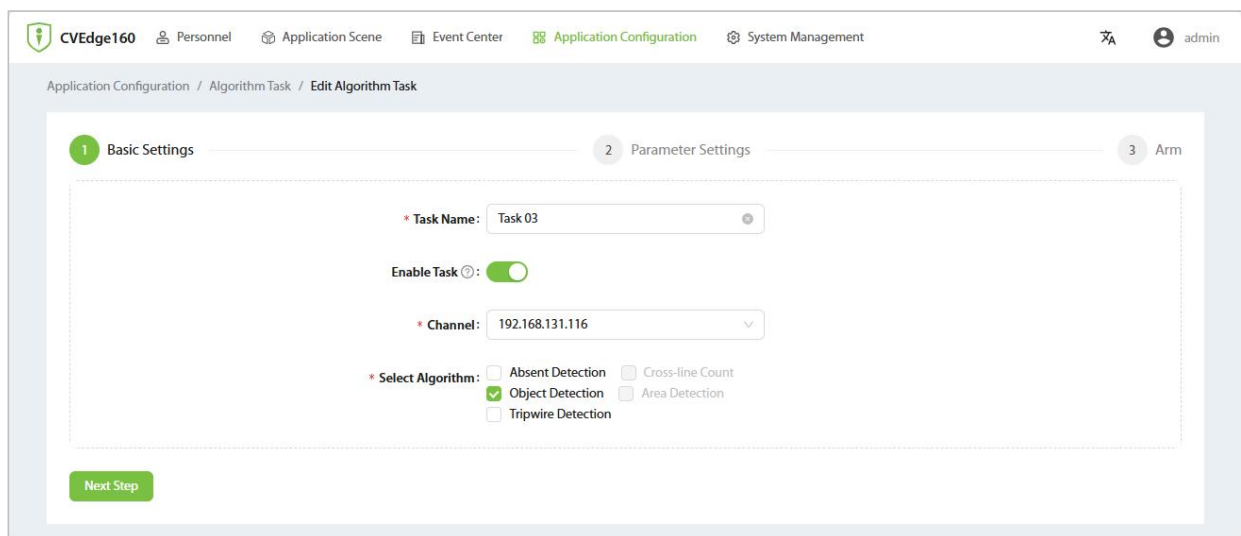 CVEdge160 Personnel Application Scene Event Center Application Configuration System Management admin
Application Configuration / Algorithm Task / Edit Algorithm Task
1 Basic Settings 2 Parameter Settings 3 Arm
* Task Name: Task 03
Enable Task ?:
* Channel: 192.168.131.116
* Select Algorithm: Absent Detection Cross-line Count
Object Detection Area Detection
Tripwire Detection
Next Step